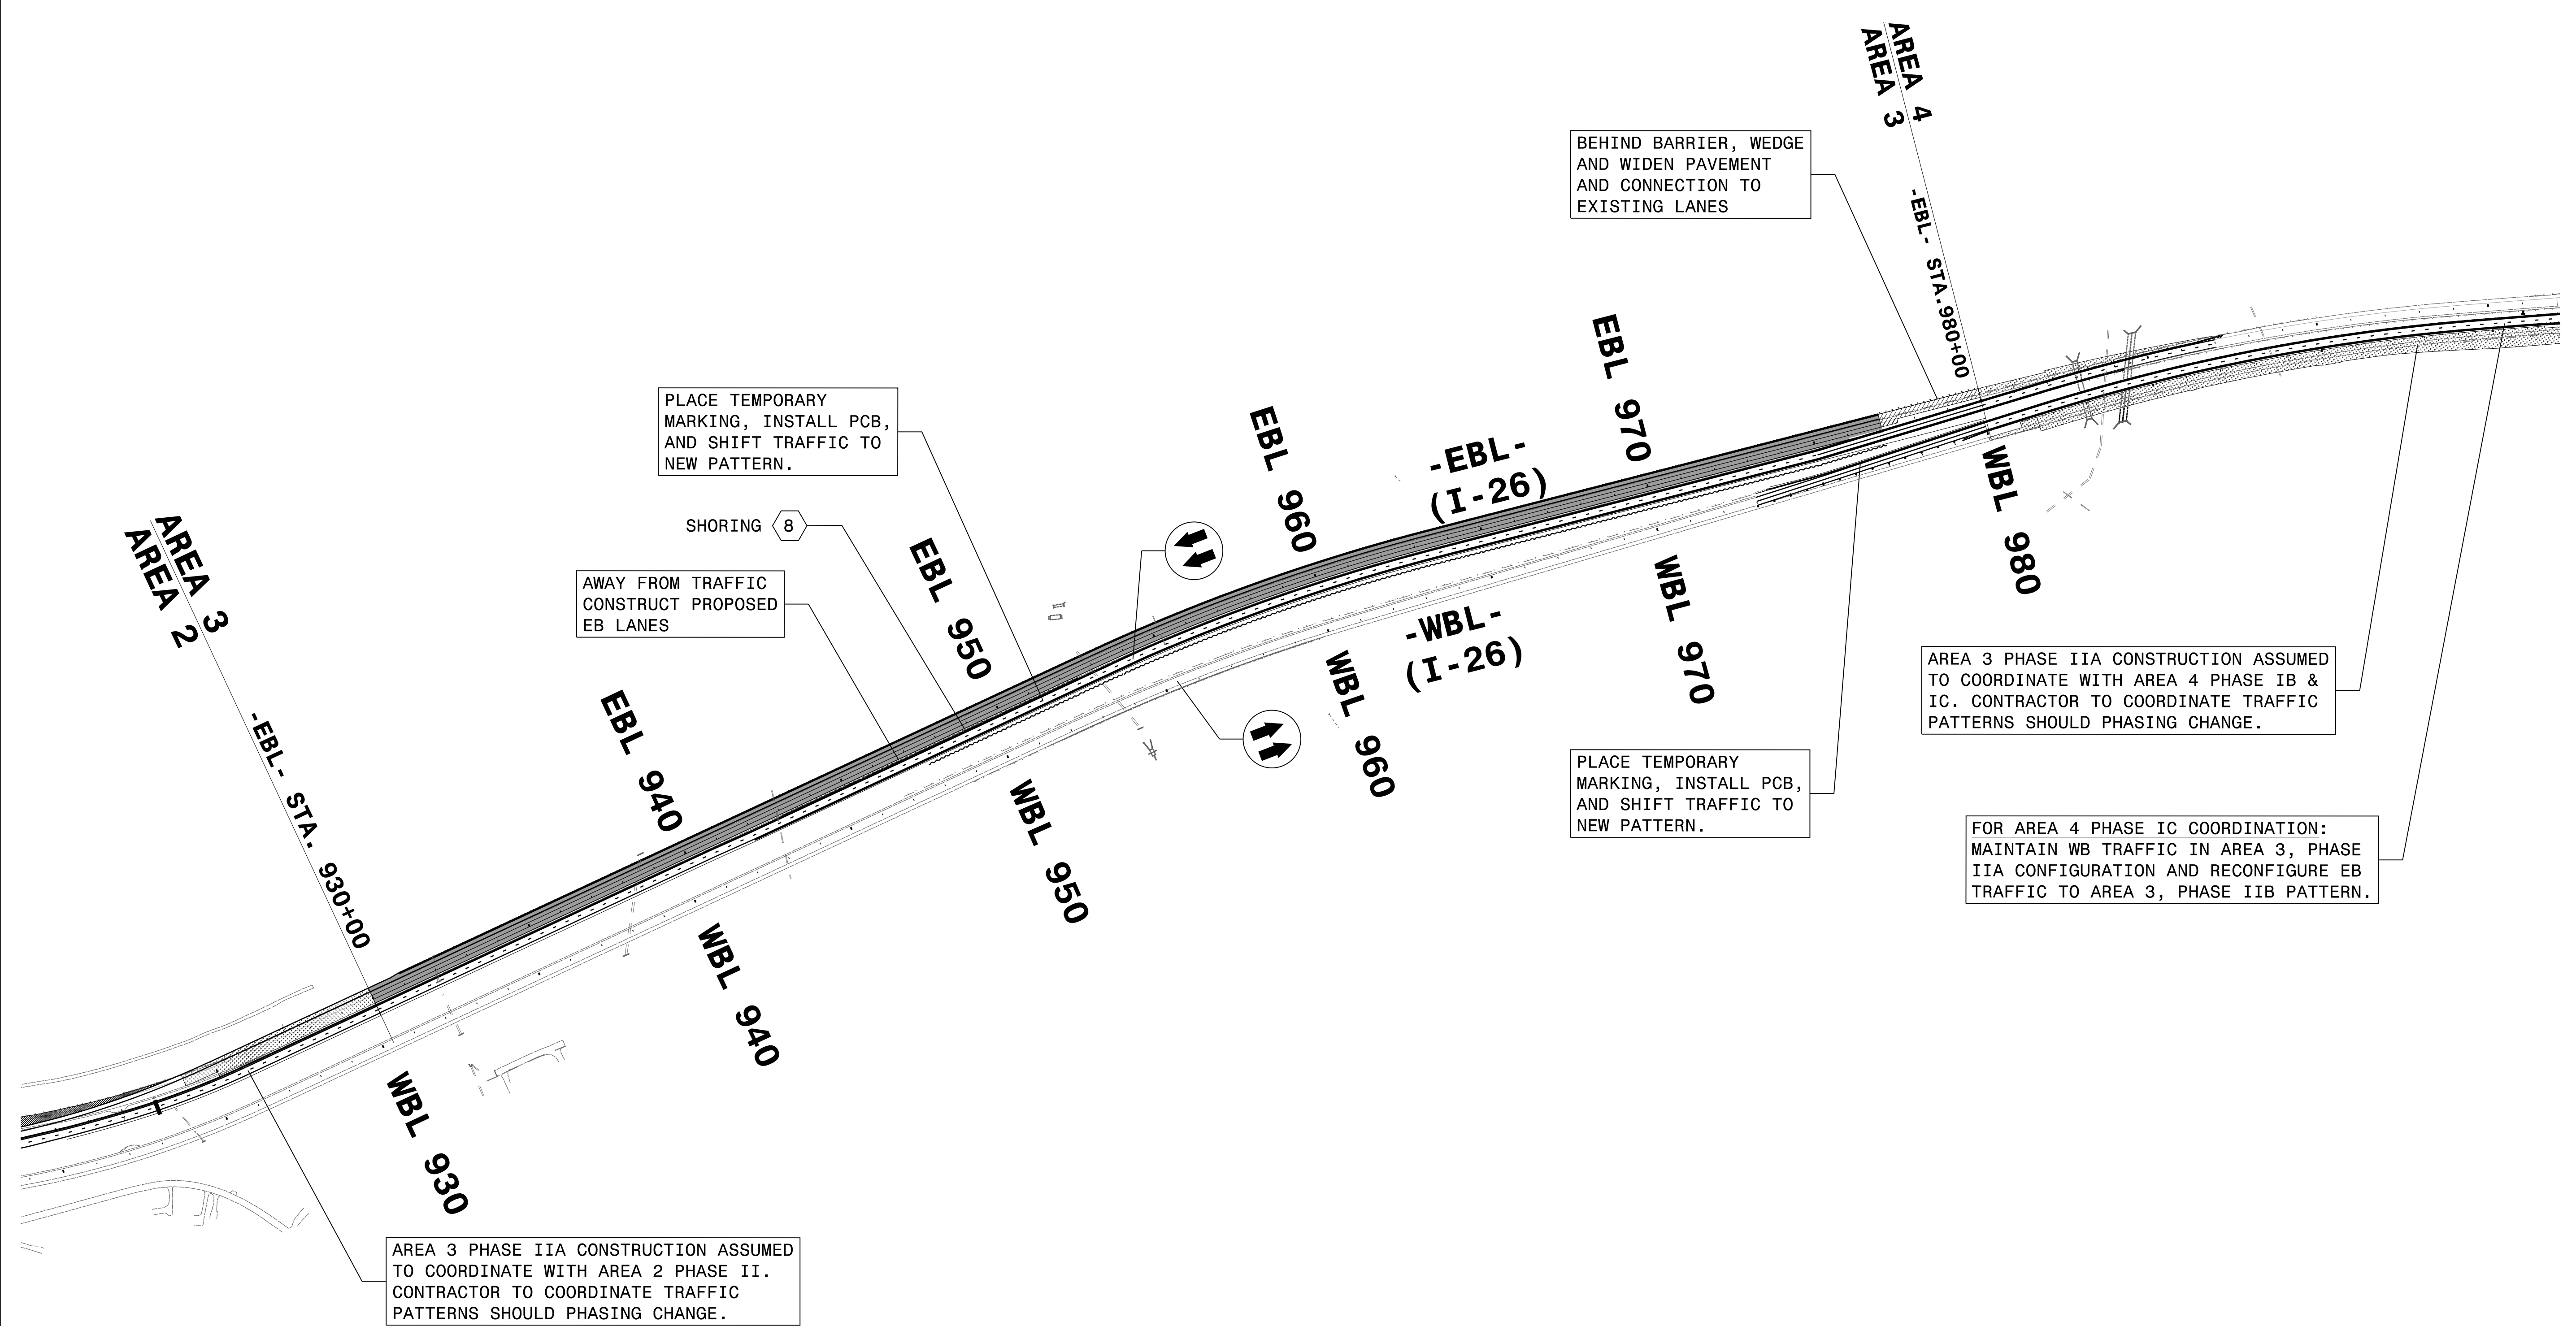 AREA 4
AREA 3
-EBL- STA.980+00
BEHIND BARRIER, WEDGE
AND WIDEN PAVEMENT
AND CONNECTION TO
EXISTING LANES
EBL 970
PLACE TEMPORARY
MARKING, INSTALL PCB,
AND SHIFT TRAFFIC TO
NEW PATTERN.
EBL 960
-EBL-
(I-26)
SHORING 8
EBL 950
AREA 3
AREA 2
-EBL- STA. 930+00
AWAY FROM TRAFFIC
CONSTRUCT PROPOSED
EB LANES
EBL 940
WBL 980
WBL 970
-WBL-
(I-26)
WBL 960
WBL 950
WBL 940
WBL 930
AREA 3 PHASE IIA CONSTRUCTION ASSUMED
TO COORDINATE WITH AREA 4 PHASE IB &
IC. CONTRACTOR TO COORDINATE TRAFFIC
PATTERNS SHOULD PHASING CHANGE.
PLACE TEMPORARY
MARKING, INSTALL PCB,
AND SHIFT TRAFFIC TO
NEW PATTERN.
FOR AREA 4 PHASE IC COORDINATION:
MAINTAIN WB TRAFFIC IN AREA 3, PHASE
IIA CONFIGURATION AND RECONFIGURE EB
TRAFFIC TO AREA 3, PHASE IIB PATTERN.
AREA 3 PHASE IIA CONSTRUCTION ASSUMED
TO COORDINATE WITH AREA 2 PHASE II.
CONTRACTOR TO COORDINATE TRAFFIC
PATTERNS SHOULD PHASING CHANGE.